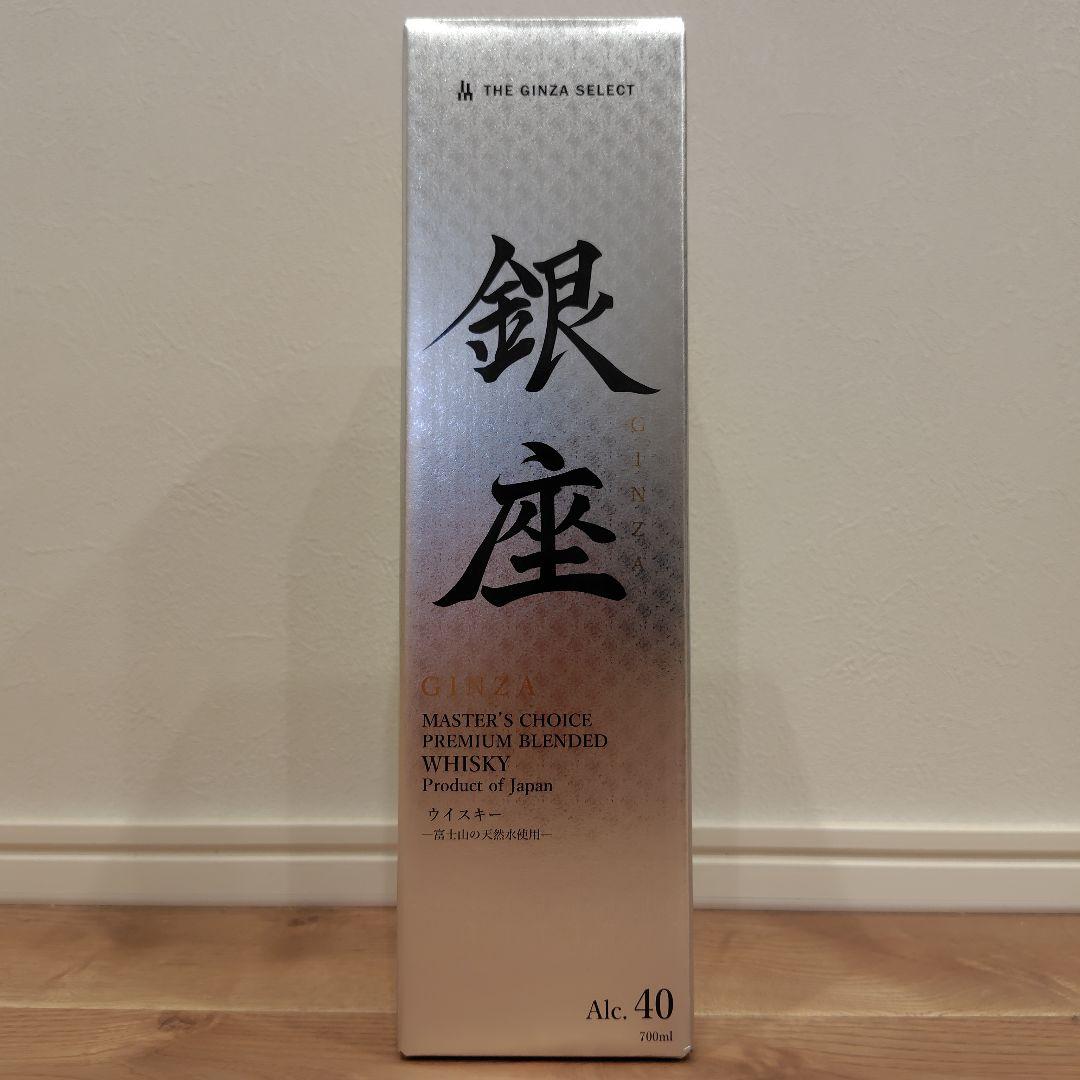 THE GINZA SELECT
銀座
GINZA
GINZA
MASTER'S CHOICE
PREMIUM BLENDED
WHISKY
Product of Japan
ウイスキー
―富士山の天然水使用―
Alc. 40
700ml